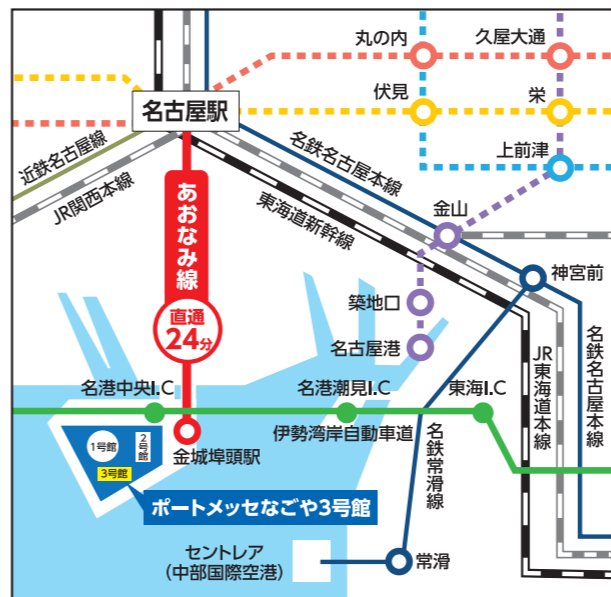 丸の内
久屋大通
伏見
栄
名古屋駅
上前津
近鉄名古屋線
JR関西本線
あおなみ線
名鉄名古屋本線
東海道新幹線
金山
神宮前
直通
24分
築地口
名古屋港
JR東海道本線
名鉄名古屋本線
名港中央I.C
名港潮見I.C
東海I.C
伊勢湾岸自動車道
名鉄常滑線
1号館
2号館
3号館
金城埠頭駅
ポートメッセなごや3号館
セントレア
(中部国際空港)
常滑